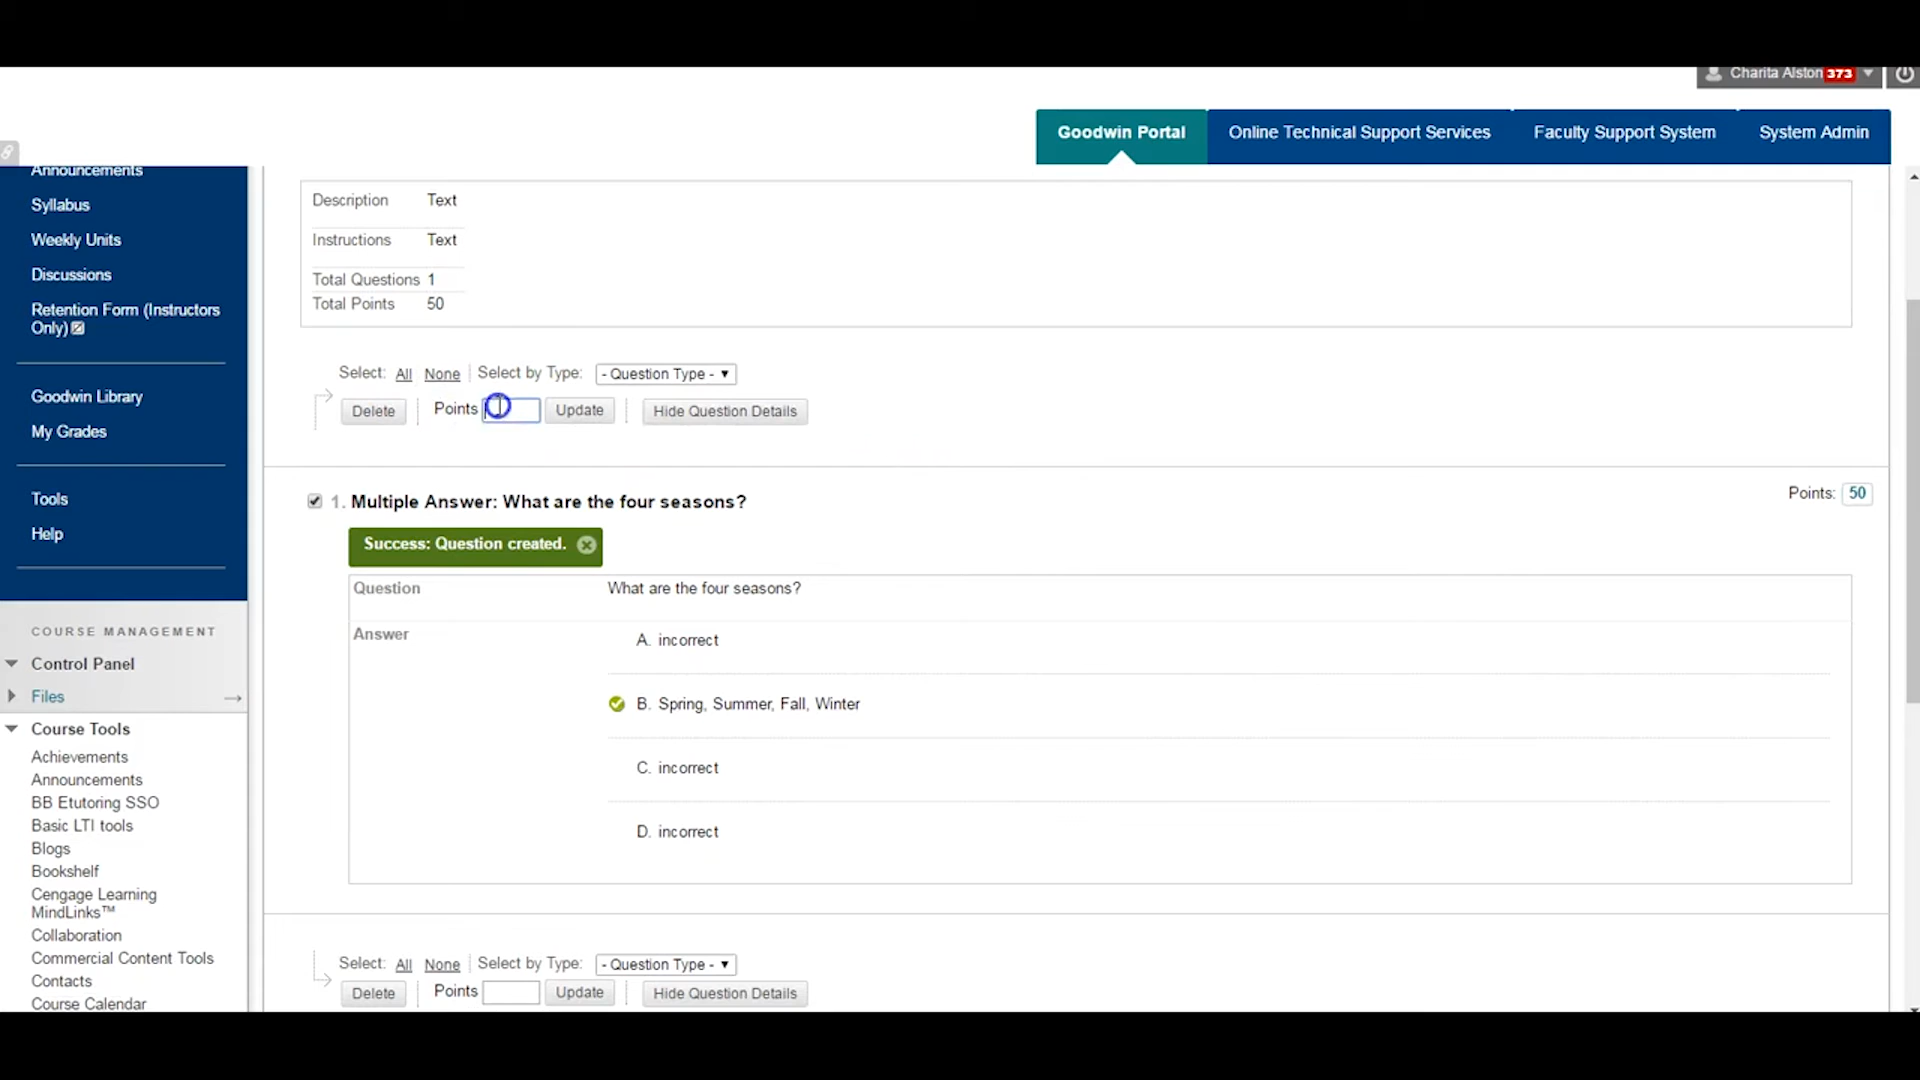 Charita Alston 373
Goodwin Portal
Online Technical Support Services
Faculty Support System
System Admin
Announcements
Syllabus
Weekly Units
Discussions
Retention Form (Instructors
Only)
Goodwin Library
My Grades
Tools
Help
COURSE MANAGEMENT
Control Panel
Files
Course Tools
Achievements
Announcements
BB Etutoring SSO
Basic LTI tools
Blogs
Bookshelf
Cengage Learning
MindLinks™
Collaboration
Commercial Content Tools
Contacts
Course Calendar
Description Text
Instructions Text
Total Questions 1
Total Points 50
Select: All None Select by Type: - Question Type -
Delete Points Update Hide Question Details
1. Multiple Answer: What are the four seasons?
Points: 50
Success: Question created.
Question What are the four seasons?
Answer
A. incorrect
B. Spring, Summer, Fall, Winter
C. incorrect
D. incorrect
Select: All None Select by Type: - Question Type -
Delete Points Update Hide Question Details